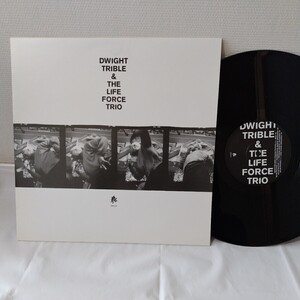 DWIGHT
TRIBLE
&
THE
LIFE
FORCE
TRIO
DWIGHT
TRIBLE
&
THE
LIFE
FORCE
TRIO